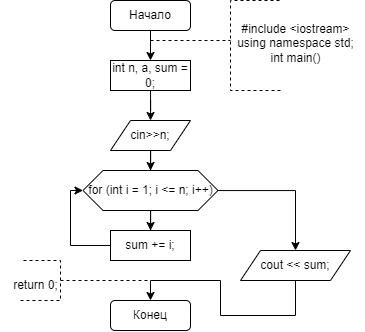 Начало
#include <iostream>
using namespace std;
int main()
int n, a, sum =
0;
cin>>n;
for (int i = 1; i <= n; i++)
sum += i;
cout << sum;
return 0;
Конец